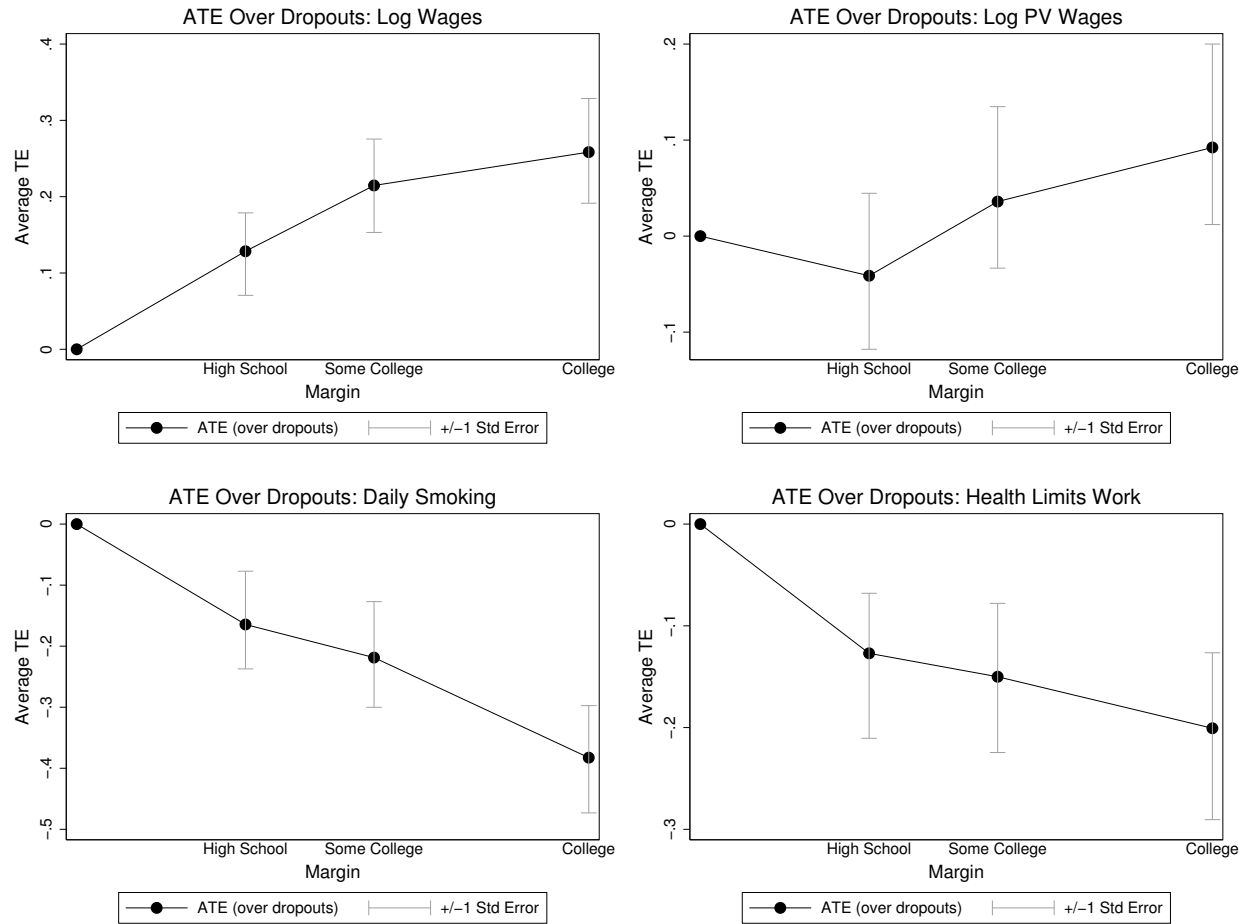 ATE Over Dropouts: Log Wages
Average TE
.4
.3
.2
.1
0
High School Some College College
Margin
ATE (over dropouts) +/−1 Std Error
ATE Over Dropouts: Log PV Wages
Average TE
.2
.1
0
−.1
High School Some College College
Margin
ATE (over dropouts) +/−1 Std Error
ATE Over Dropouts: Daily Smoking
Average TE
0
−.1
−.2
−.3
−.4
−.5
High School Some College College
Margin
ATE (over dropouts) +/−1 Std Error
ATE Over Dropouts: Health Limits Work
Average TE
0
−.1
−.2
−.3
High School Some College College
Margin
ATE (over dropouts) +/−1 Std Error